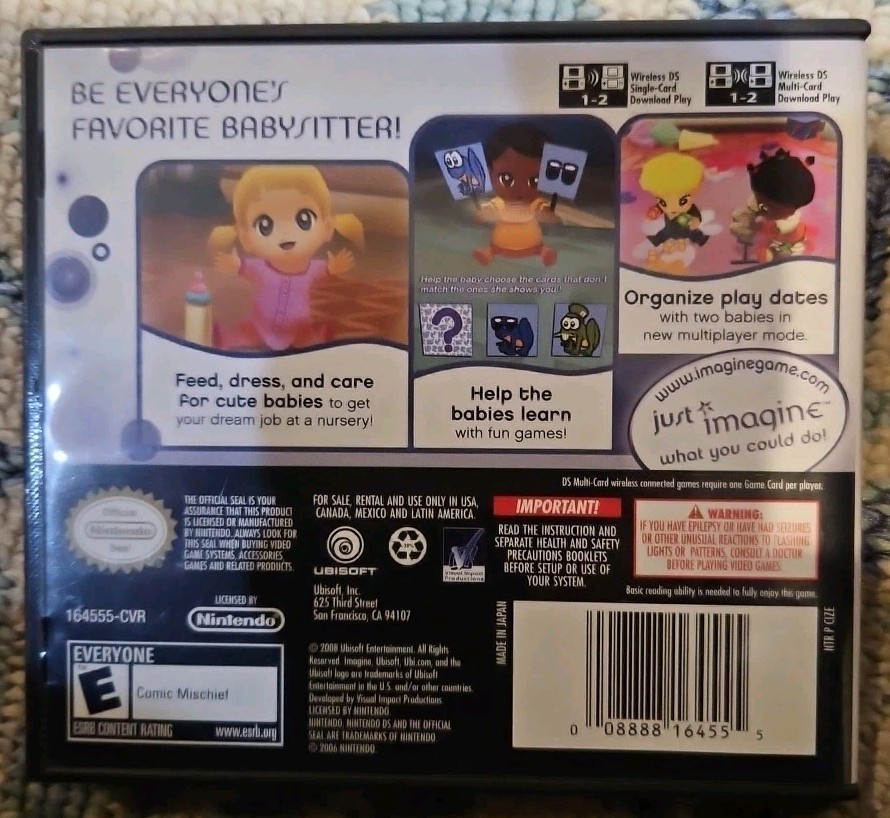 BE EVERYONE'S
FAVORITE BABYSITTER!
1-2
Wireless DS
Single-Card
Download Play
1-2
Wireless DS
Multi-Card
Download Play
Help the baby choose the cards that don't
match the ones she shows you!
?
Feed, dress, and care
for cute babies to get
your dream job at a nursery!
Help the
babies learn
with fun games!
Organize play dates
with two babies in
new multiplayer mode.
www.imaginegame.com
just imagine™
what you could do!
DS Multi-Card wireless connected games require one Game Card per player.
Official
Nintendo
Seal
THE OFFICIAL SEAL IS YOUR
ASSURANCE THAT THIS PRODUCT
IS LICENSED OR MANUFACTURED
BY NINTENDO. ALWAYS LOOK FOR
THIS SEAL WHEN BUYING VIDEO
GAME SYSTEMS, ACCESSORIES,
GAMES AND RELATED PRODUCTS.
164555-CVR
LICENSED BY
Nintendo
EVERYONE
E
Comic Mischief
ESRB CONTENT RATING www.esrb.org
FOR SALE, RENTAL AND USE ONLY IN USA,
CANADA, MEXICO AND LATIN AMERICA.
UBISOFT
Visual Impact
Productions
Ubisoft, Inc.
625 Third Street
San Francisco, CA 94107
© 2008 Ubisoft Entertainment. All Rights
Reserved. Imagine, Ubisoft, Ubi.com, and the
Ubisoft logo are trademarks of Ubisoft
Entertainment in the U.S. and/or other countries.
Developed by Visual Impact Productions
LICENSED BY NINTENDO
NINTENDO, NINTENDO DS AND THE OFFICIAL
SEAL ARE TRADEMARKS OF NINTENDO
© 2006 NINTENDO
IMPORTANT!
READ THE INSTRUCTION AND
SEPARATE HEALTH AND SAFETY
PRECAUTIONS BOOKLETS
BEFORE SETUP OR USE OF
YOUR SYSTEM.
WARNING:
IF YOU HAVE EPILEPSY OR HAVE HAD SEIZURES
OR OTHER UNUSUAL REACTIONS TO FLASHING
LIGHTS OR PATTERNS, CONSULT A DOCTOR
BEFORE PLAYING VIDEO GAMES.
Basic reading ability is needed to fully enjoy this game.
MADE IN JAPAN
0 08888 16455 5
NTR P CIZE